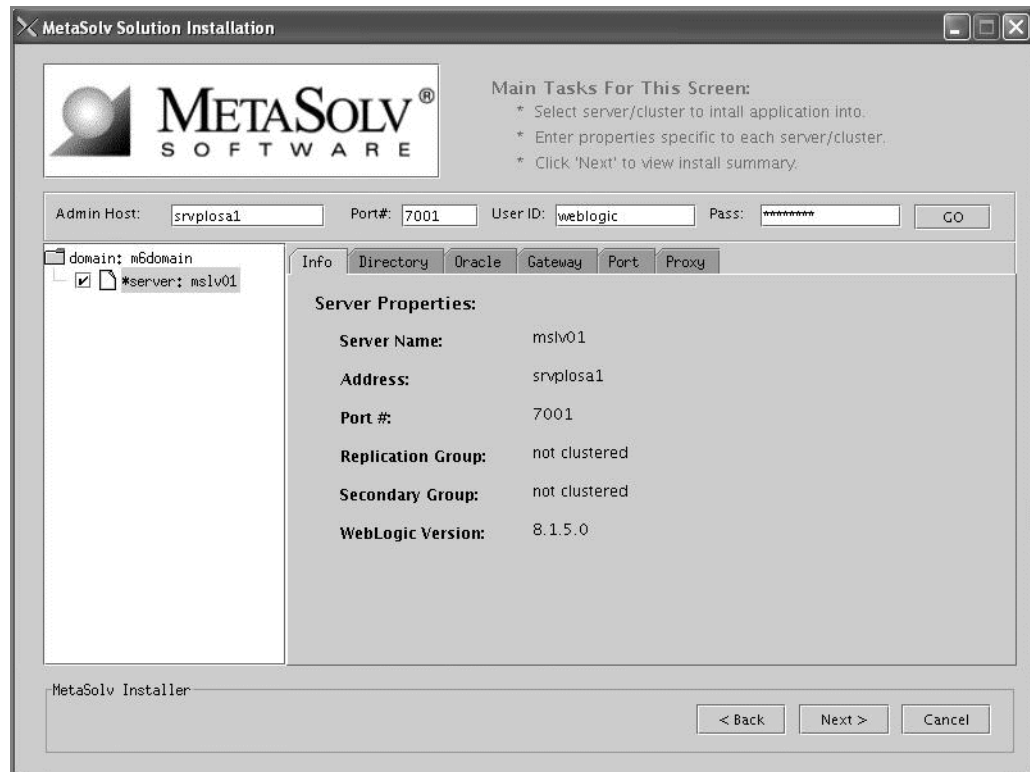 MetaSolv Solution Installation
METASOLV®
SOFTWARE
Main Tasks For This Screen:
* Select server/cluster to intall application into.
* Enter properties specific to each server/cluster.
* Click 'Next' to view install summary.
Admin Host: srvplosa1 Port#: 7001 User ID: weblogic Pass: ******** GO
domain: m6domain
*server: mslv01
Info Directory Oracle Gateway Port Proxy
Server Properties:
Server Name: mslv01
Address: srvplosa1
Port #: 7001
Replication Group: not clustered
Secondary Group: not clustered
WebLogic Version: 8.1.5.0
MetaSolv Installer
< Back Next > Cancel